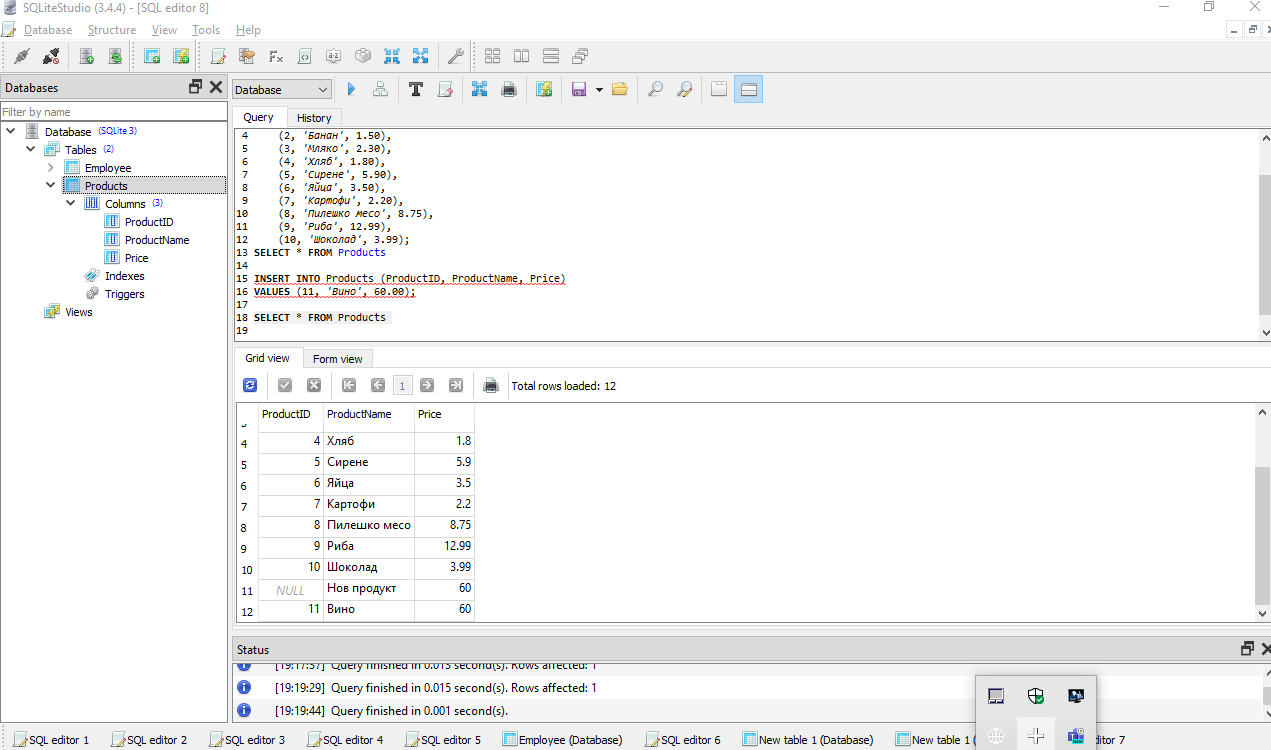 SQLiteStudio (3.4.4) - [SQL editor 8]
Database Structure View Tools Help
Databases
Filter by name
Database (SQLite 3)
Tables (2)
Employee
Products
Columns (3)
ProductID
ProductName
Price
Indexes
Triggers
Views
Database
Query History
4 (2, 'Банан', 1.50),
5 (3, 'Мляко', 2.30),
6 (4, 'Хляб', 1.80),
7 (5, 'Сирене', 5.90),
8 (6, 'Яйца', 3.50),
9 (7, 'Картофи', 2.20),
10 (8, 'Пилешко месо', 8.75),
11 (9, 'Риба', 12.99),
12 (10, 'Шоколад', 3.99);
13 SELECT * FROM Products
14
15 INSERT INTO Products (ProductID, ProductName, Price)
16 VALUES (11, 'Вино', 60.00);
17
18 SELECT * FROM Products
19
Grid view Form view
1 Total rows loaded: 12
ProductID ProductName Price
4 4 Хляб 1.8
5 5 Сирене 5.9
6 6 Яйца 3.5
7 7 Картофи 2.2
8 8 Пилешко месо 8.75
9 9 Риба 12.99
10 10 Шоколад 3.99
11 NULL Нов продукт 60
12 11 Вино 60
Status
[19:17:37] Query finished in 0.013 second(s). Rows affected: 1
[19:19:29] Query finished in 0.015 second(s). Rows affected: 1
[19:19:44] Query finished in 0.001 second(s).
SQL editor 1 SQL editor 2 SQL editor 3 SQL editor 4 SQL editor 5 Employee (Database) SQL editor 6 New table 1 (Database) New table 1 ( ditor 7